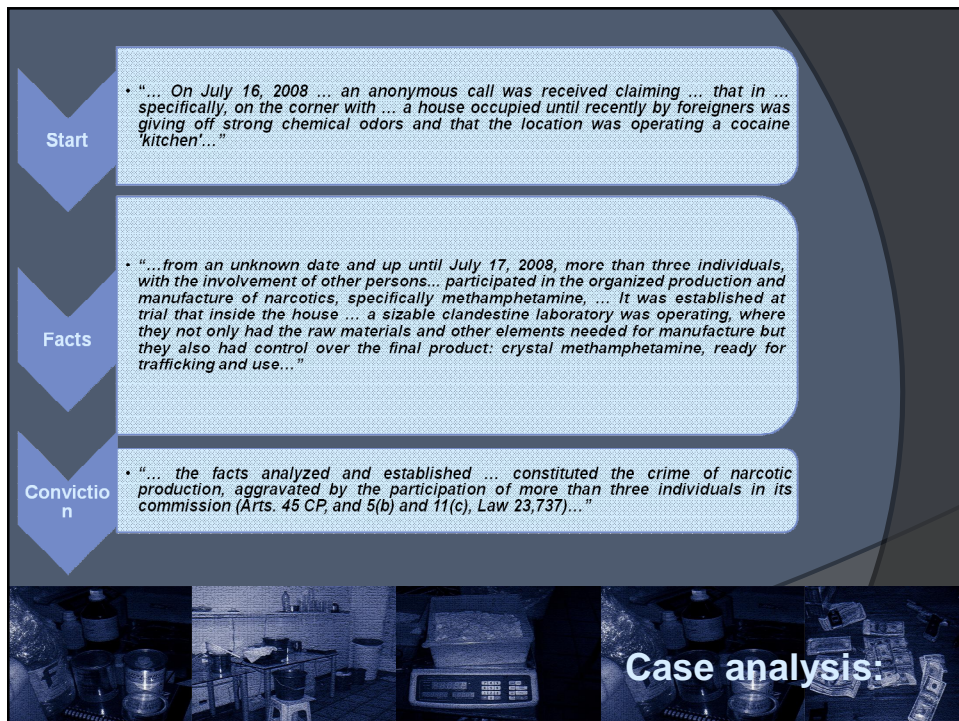 Start
• “… On July 16, 2008 … an anonymous call was received claiming … that in …
specifically, on the corner with … a house occupied until recently by foreigners was
giving off strong chemical odors and that the location was operating a cocaine
'kitchen'…”
Facts
• “…from an unknown date and up until July 17, 2008, more than three individuals,
with the involvement of other persons... participated in the organized production and
manufacture of narcotics, specifically methamphetamine, … It was established at
trial that inside the house … a sizable clandestine laboratory was operating, where
they not only had the raw materials and other elements needed for manufacture but
they also had control over the final product: crystal methamphetamine, ready for
trafficking and use…”
Convictio
n
• “… the facts analyzed and established … constituted the crime of narcotic
production, aggravated by the participation of more than three individuals in its
commission (Arts. 45 CP, and 5(b) and 11(c), Law 23,737)…”
Case analysis: